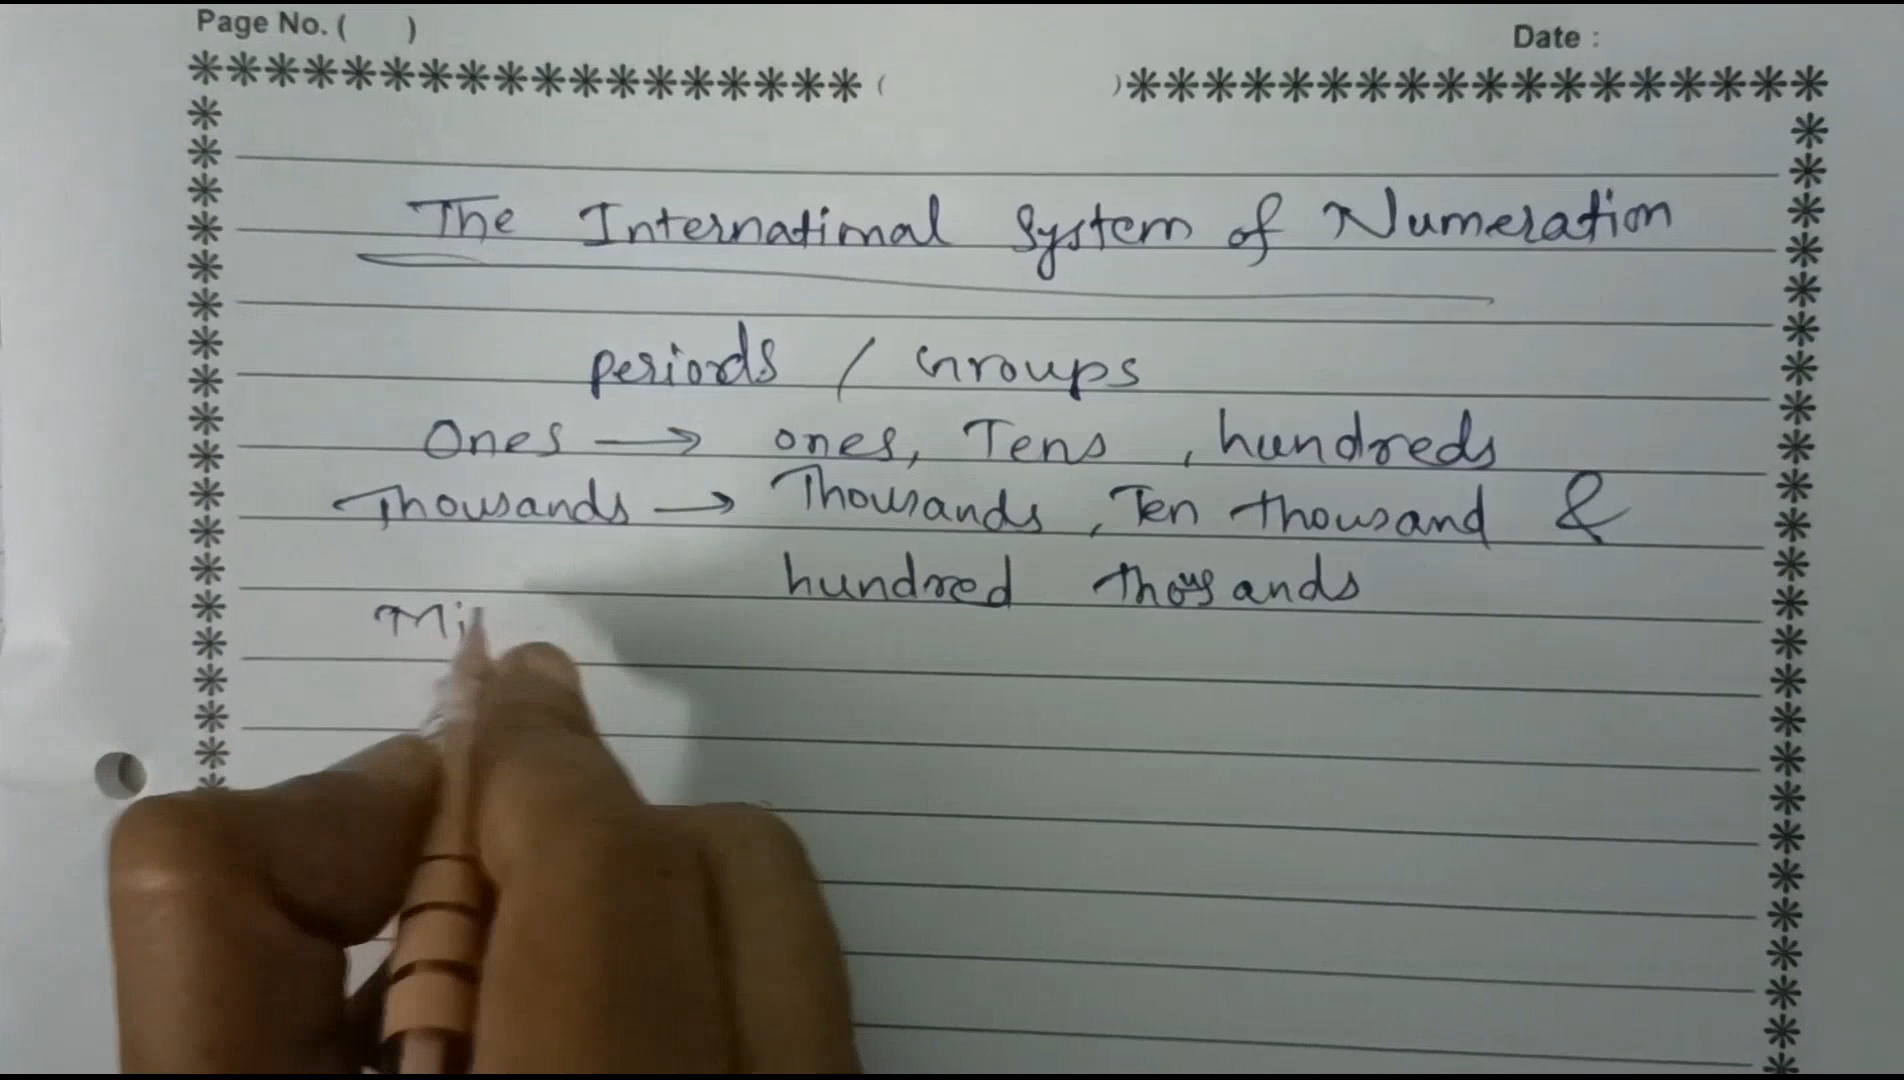 Page No. ( )
Date :
( )
The International System of Numeration
periods / Groups
Ones → ones, Tens , hundreds
Thousands → Thousands , Ten thousand &
hundred thousands
Mil